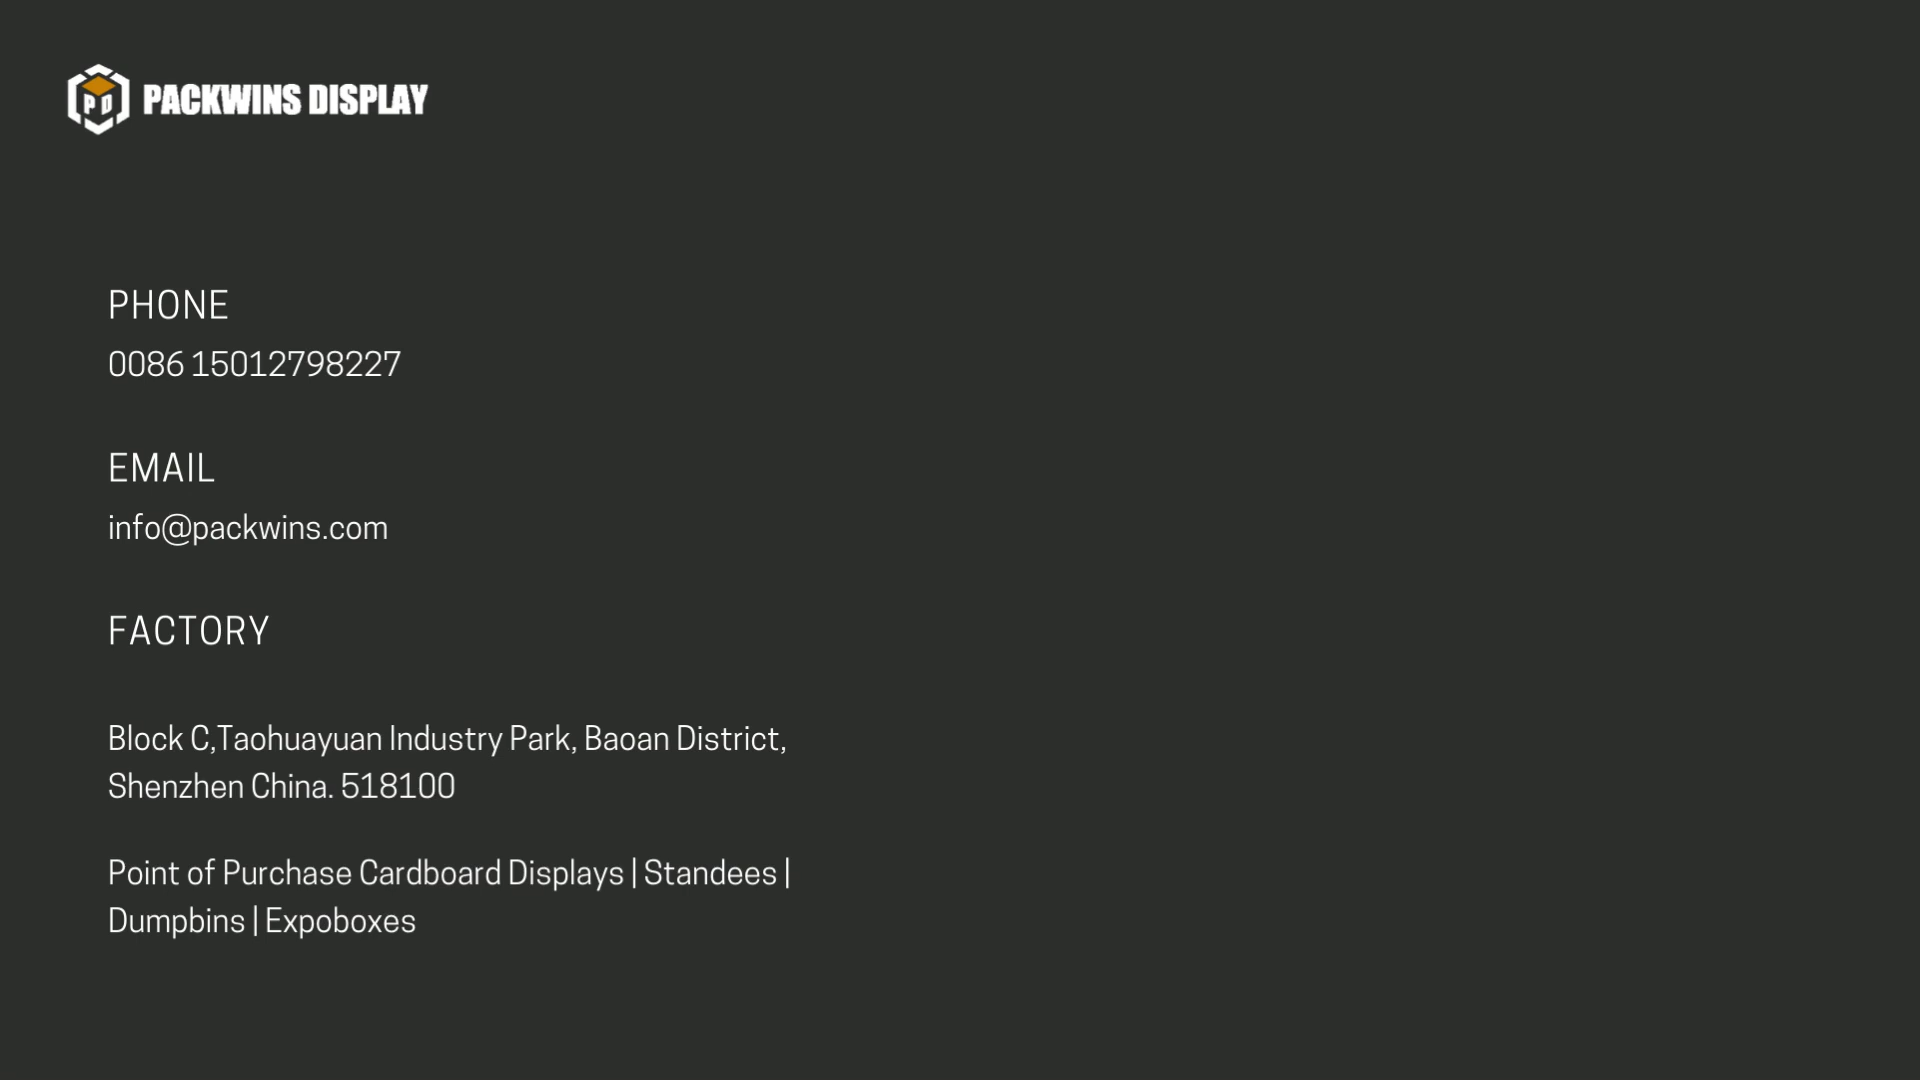 PD PACKWINS DISPLAY
PHONE
0086 15012798227
EMAIL
info@packwins.com
FACTORY
Block C,Taohuayuan Industry Park, Baoan District,
Shenzhen China. 518100
Point of Purchase Cardboard Displays | Standees |
Dumpbins | Expoboxes